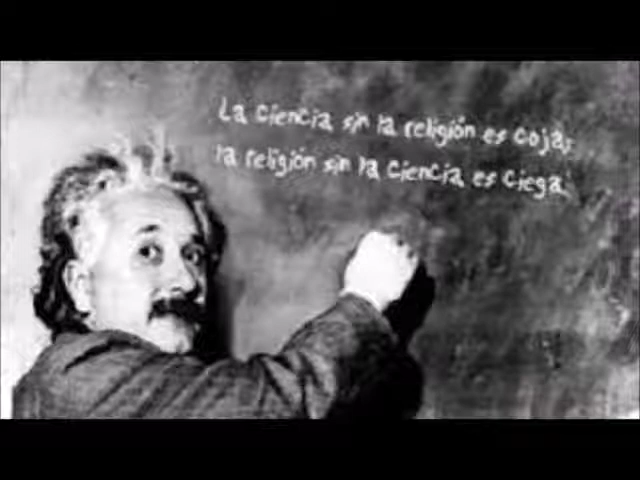 La Ciencia sin la religión es coja;
la religión sin la ciencia es ciega.